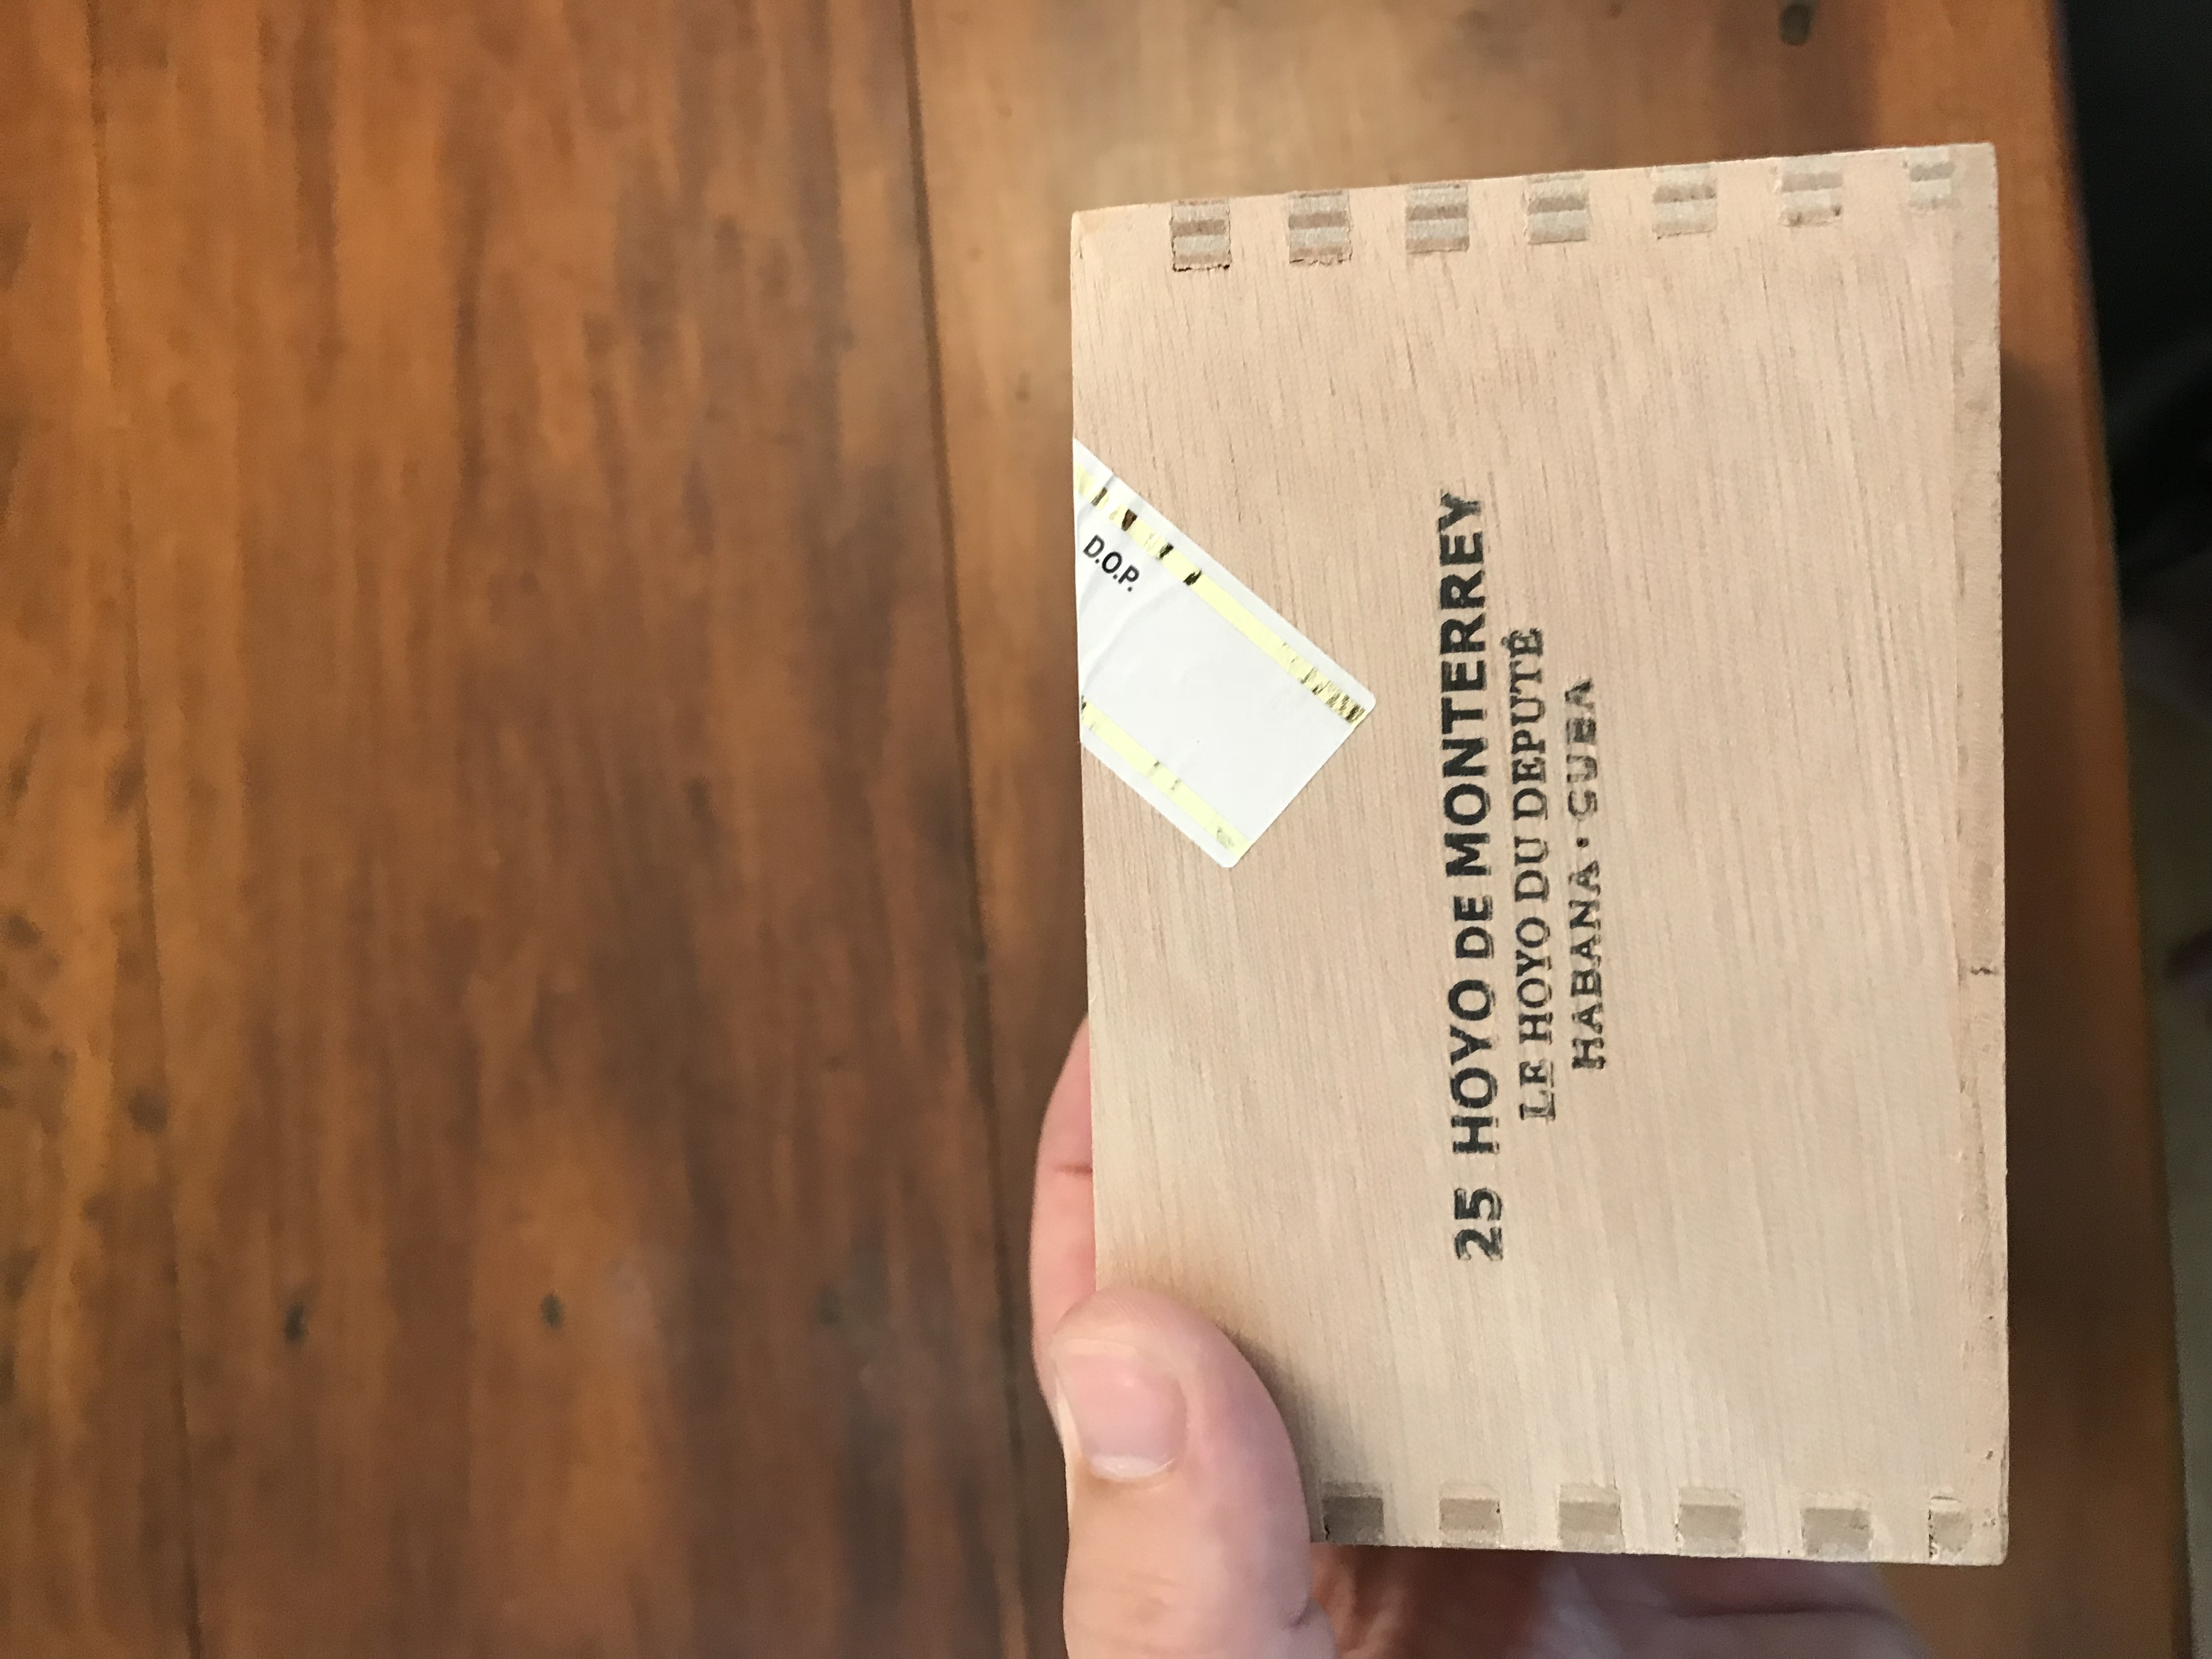 D.O.P.
25 HOYO DE MONTERREY
LE HOYO DU DEPUTÉ
HABANA · CUBA